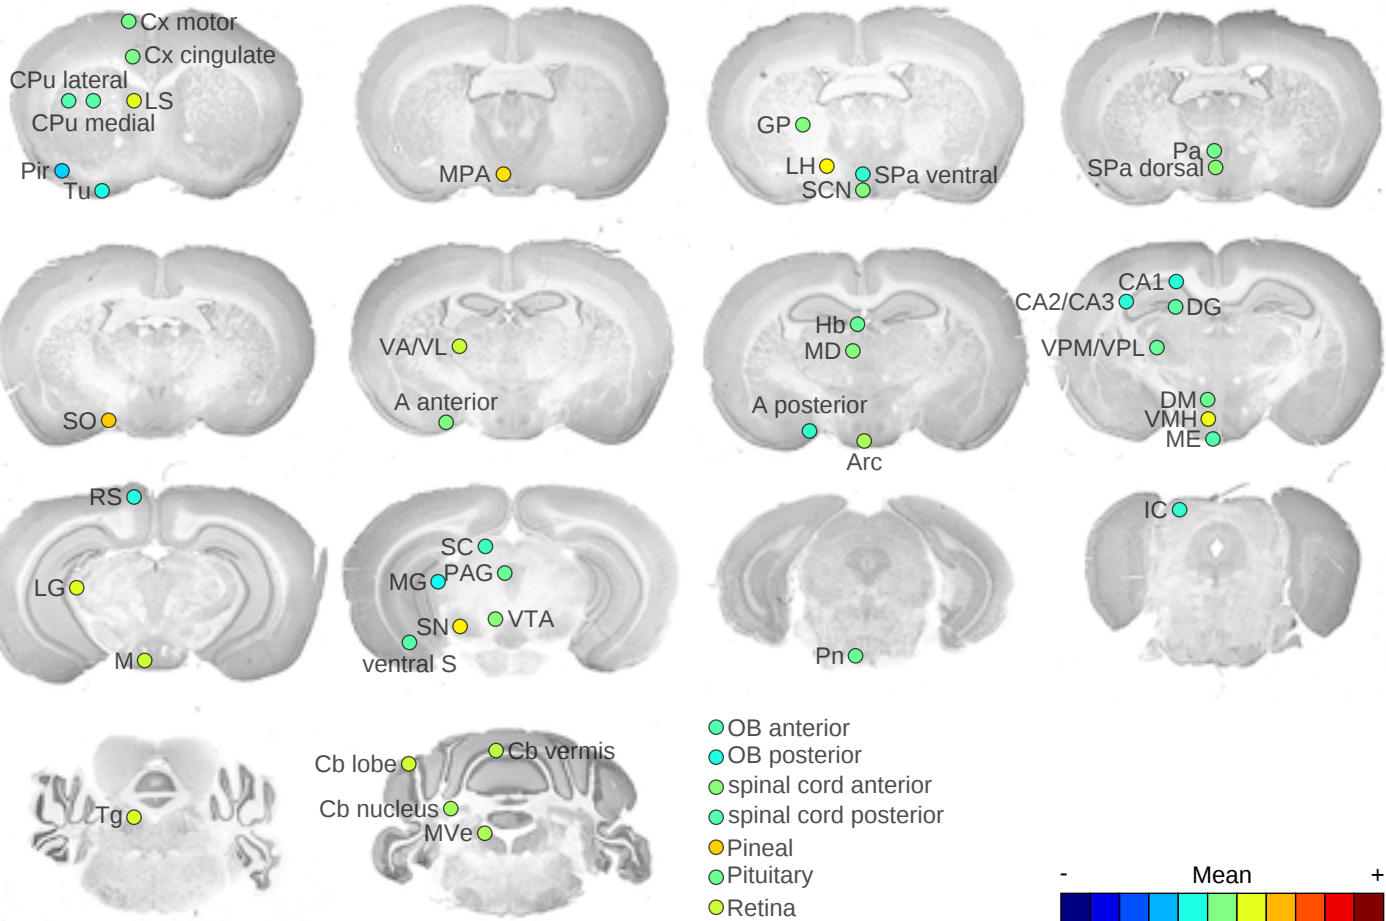 Cx motor
Cx cingulate
CPu lateral
LS
CPu medial
Pir
Tu
MPA
GP
LH
SPa ventral
SCN
Pa
SPa dorsal
SO
VA/VL
A anterior
Hb
MD
A posterior
Arc
CA1
CA2/CA3
DG
VPM/VPL
DM
VMH
ME
RS
LG
M
SC
MG
PAG
SN
VTA
ventral S
Pn
IC
Tg
Cb lobe
Cb vermis
Cb nucleus
MVe
OB anterior
OB posterior
spinal cord anterior
spinal cord posterior
Pineal
Pituitary
Retina
- Mean +